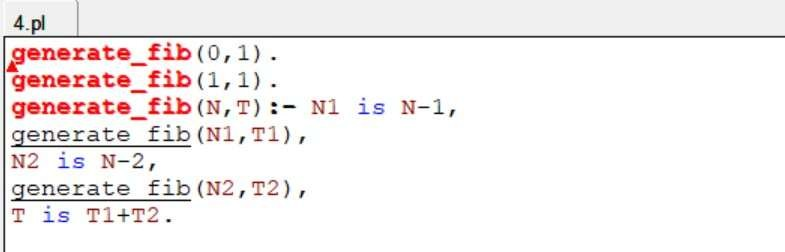 4.pl
generate_fib(0,1).
generate_fib(1,1).
generate_fib(N,T):- N1 is N-1,
generate_fib(N1,T1),
N2 is N-2,
generate_fib(N2,T2),
T is T1+T2.